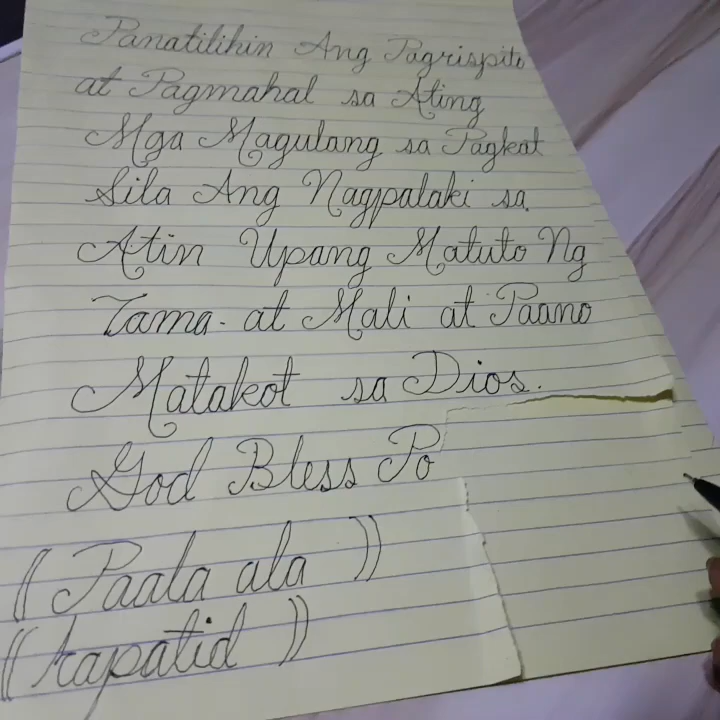 Panatilihin Ang Pagrispito
at Pagmahal sa Ating
Mga Magulang sa Pagkat
Sila Ang Nagpalaki sa
Atin Upang Matuto Ng
Tama. at Mali at Paano
Matakot sa Dios.
God Bless Po
(( Paala ala ))
(( kapatid ))